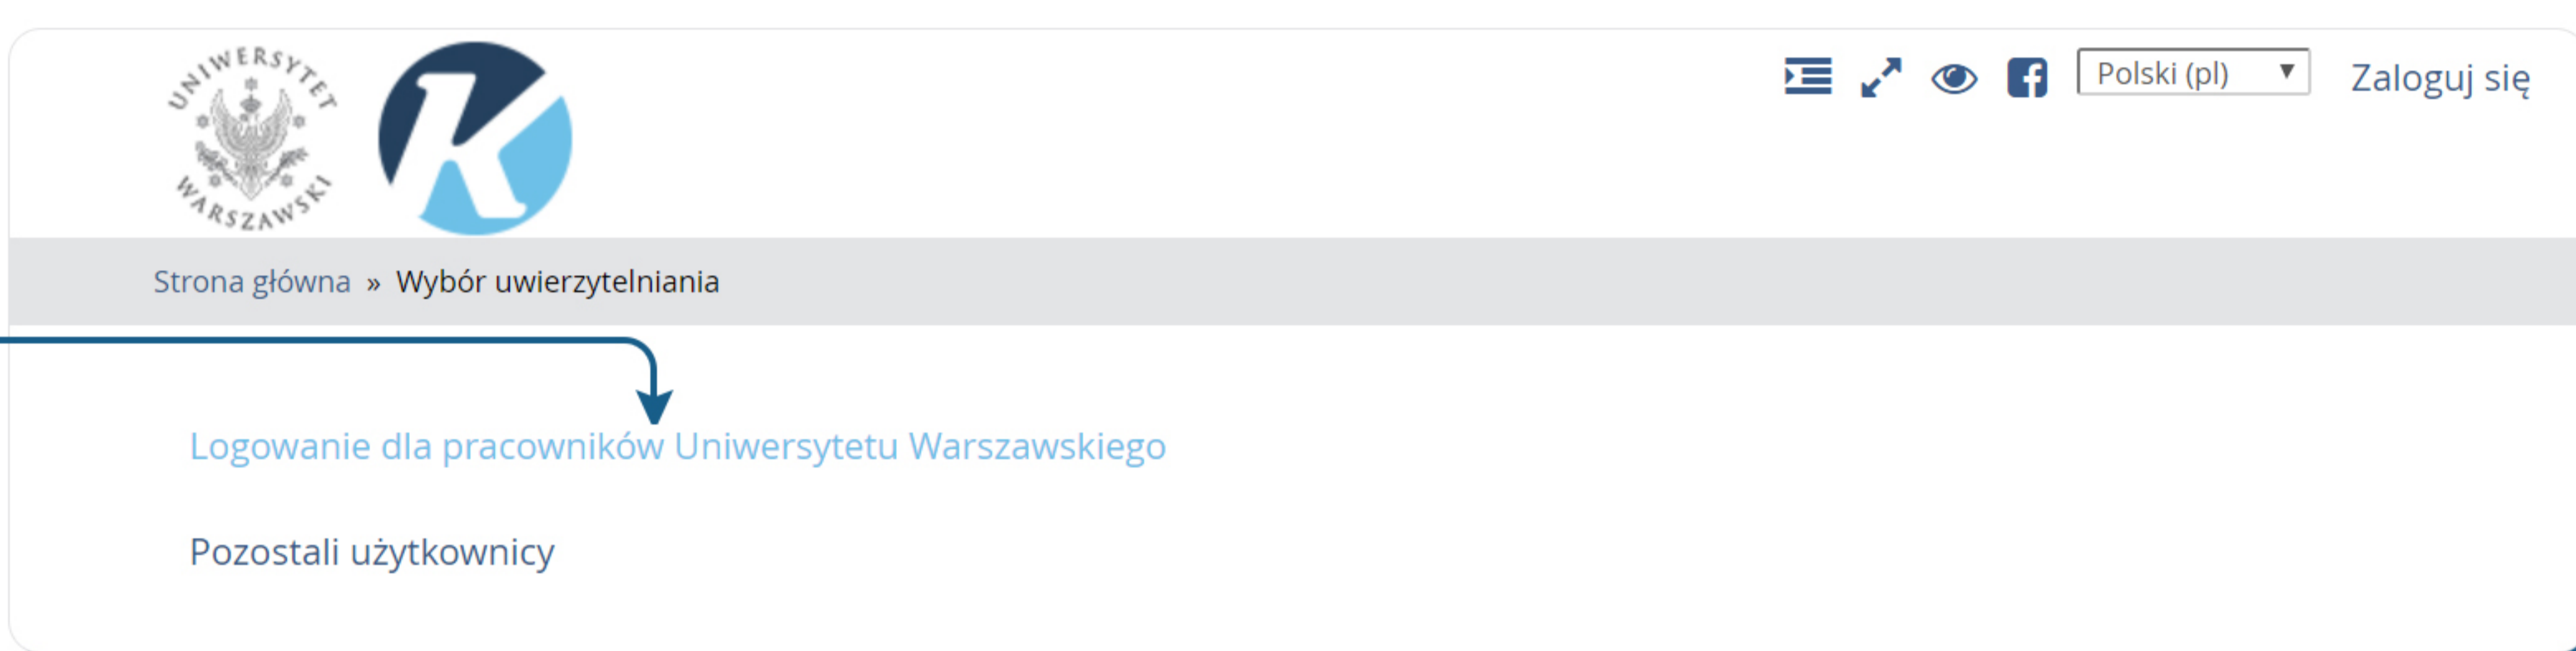 UNIWERSYTET
WARSZAWSKI
K
Polski (pl)
Zaloguj się
Strona główna » Wybór uwierzytelniania
Logowanie dla pracowników Uniwersytetu Warszawskiego
Pozostali użytkownicy